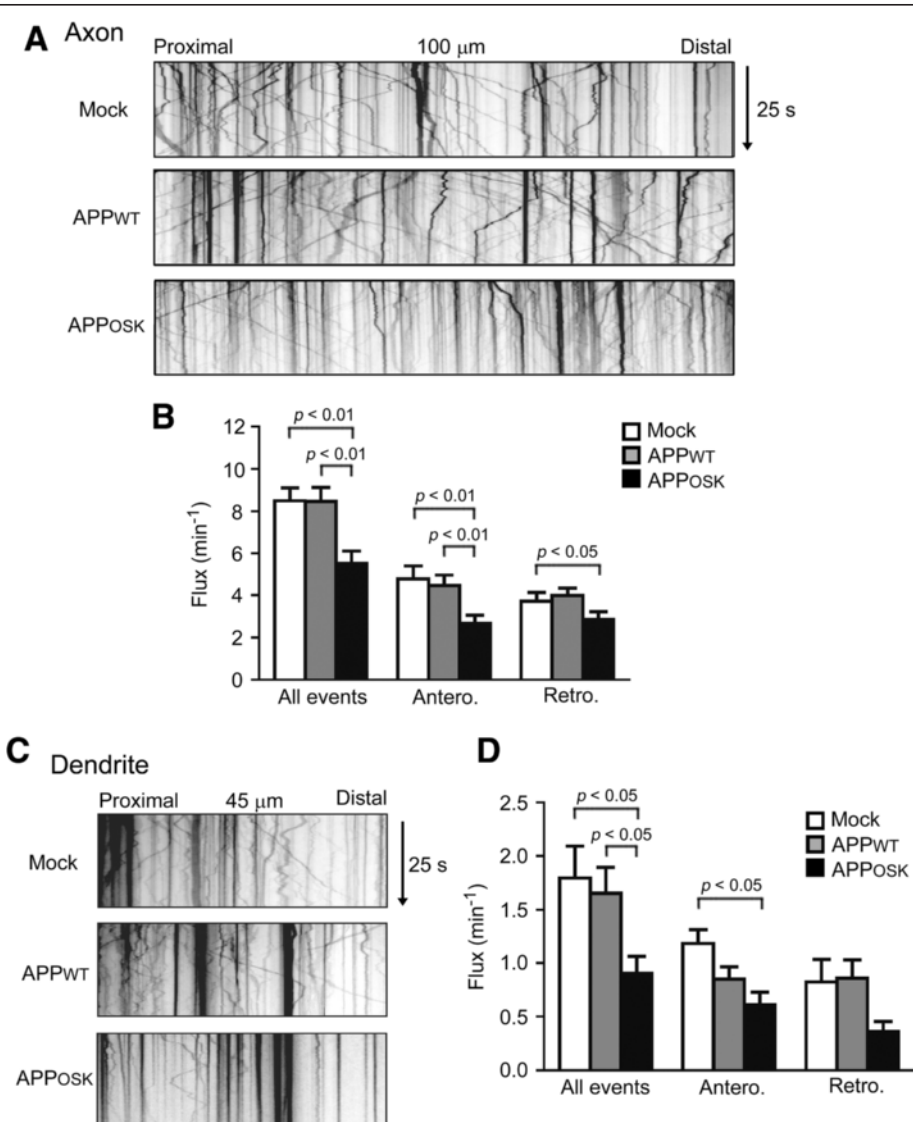 A Axon
Proximal 100 μm Distal
Mock
25 s
APPWT
APPOSK
B
p < 0.01
p < 0.01
p < 0.01
p < 0.01
p < 0.05
Mock
APPWT
APPOSK
12
10
8
6
4
2
0
Flux (min-1)
All events Antero. Retro.
C Dendrite
Proximal 45 μm Distal
Mock
25 s
APPWT
APPOSK
D
p < 0.05
p < 0.05
p < 0.05
Mock
APPWT
APPOSK
2.5
2.0
1.5
1.0
0.5
0.0
Flux (min-1)
All events Antero. Retro.